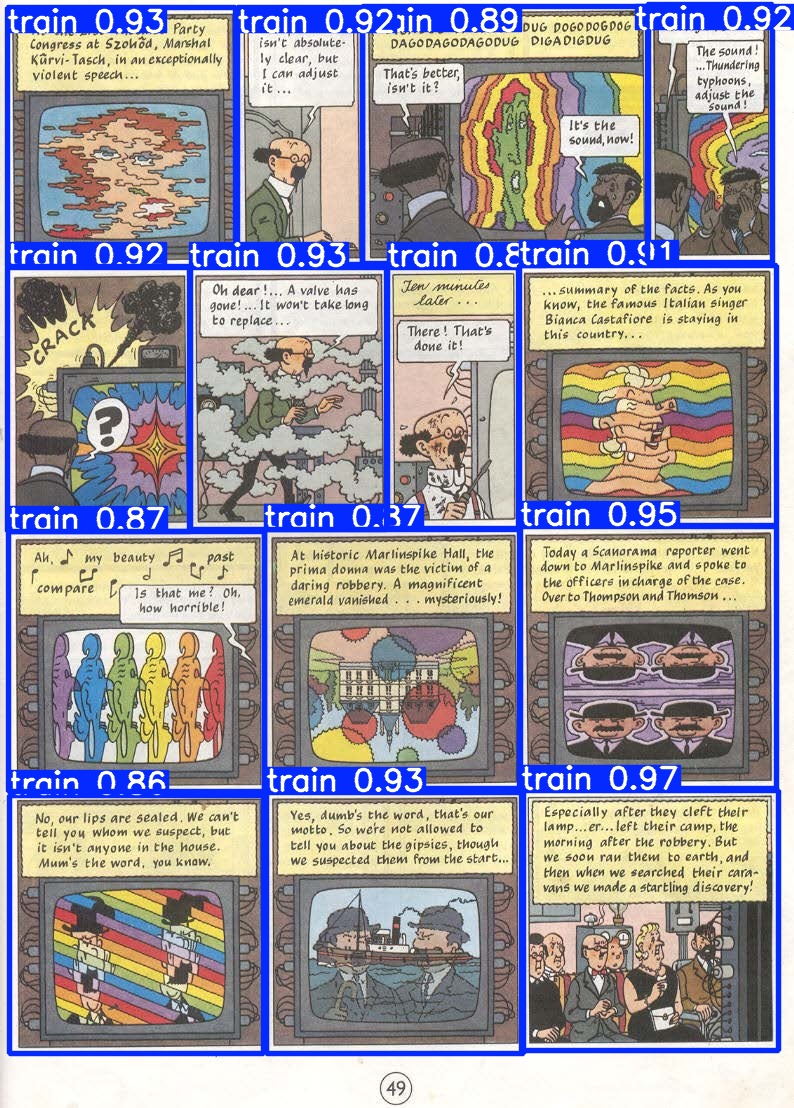 train 0.93
train 0.92
0.89
train 0.92
Party
Congress at Szohôd, Marshal
Kûrvi-Tasch, in an exceptionally
violent speech...
isn't absolute-
ly clear, but
I can adjust
it...
DUG DOGODOGDOG
DAGODAGODAGODUG DIGADIGDUG
That's better,
isn't it?
It's the
sound, now!
The sound!
...Thundering
typhoons,
adjust the
sound!
train 0.92
train 0.93
train 0.8
train 0.91
CRACK
?
Oh dear!... A valve has
gone!... It won't take long
to replace...
Ten minutes
later...
There! That's
done it!
...summary of the facts. As you
know, the famous Italian singer
Bianca Castafiore is staying in
this country...
train 0.87
train 0.87
train 0.95
Ah, ♪ my beauty ♫ past
compare
Is that me? Oh,
how horrible!
At historic Marlinspike Hall, the
prima donna was the victim of a
daring robbery. A magnificent
emerald vanished . . . mysteriously!
Today a Scanorama reporter went
down to Marlinspike and spoke to
the officers in charge of the case.
Over to Thompson and Thomson...
train 0.86
train 0.93
train 0.97
No, our lips are sealed. We can't
tell you whom we suspect, but
it isn't anyone in the house.
Mum's the word, you know.
Yes, dumb's the word, that's our
motto. So we're not allowed to
tell you about the gipsies, though
we suspected them from the start...
Especially after they cleft their
lamp...er...left their camp, the
morning after the robbery. But
we soon ran them to earth, and
then when we searched their cara-
vans we made a startling discovery!
49